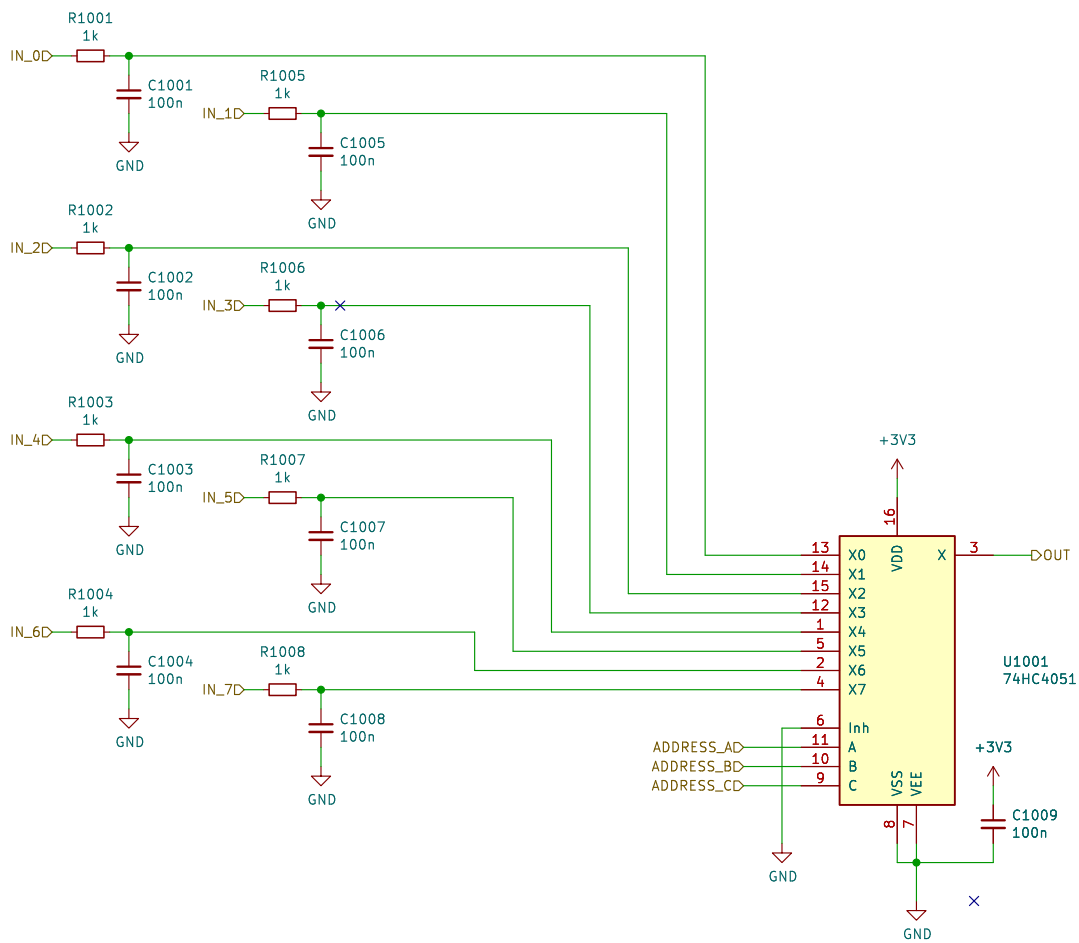 R1001
1k
IN_0
C1001
100n
GND
R1005
1k
IN_1
C1005
100n
GND
R1002
1k
IN_2
C1002
100n
GND
R1006
1k
IN_3
C1006
100n
GND
R1003
1k
IN_4
C1003
100n
GND
R1007
1k
IN_5
C1007
100n
GND
R1004
1k
IN_6
C1004
100n
GND
R1008
1k
IN_7
C1008
100n
GND
+3V3
16
VDD
13 X0
14 X1
15 X2
12 X3
1 X4
5 X5
2 X6
4 X7
6 Inh
ADDRESS_A 11 A
ADDRESS_B 10 B
ADDRESS_C 9 C
X 3 OUT
U1001
74HC4051
VSS
8
VEE
7
GND
+3V3
C1009
100n
GND